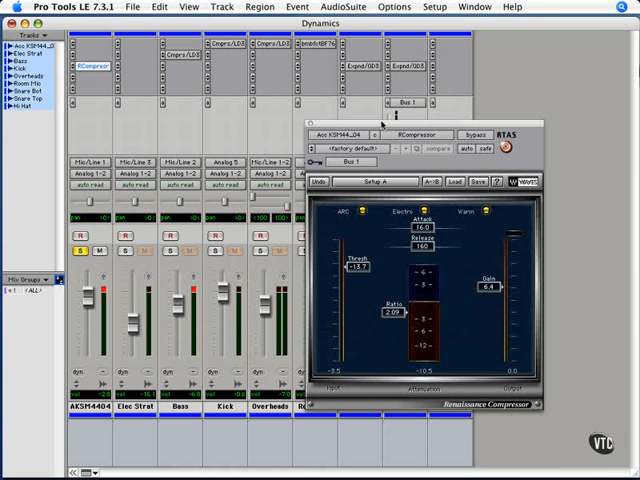 Pro Tools LE 7.3.1 File Edit View Track Region Event AudioSuite Options Setup Window Help
Dynamics
Tracks
Acc KSM44_0
Elec Strat
Bass
Kick
Overheads
Room Mic
Snare Bot
Snare Top
Hi Hat
RCompresr
Cmprs/LD3
Cmprs/LD3
Cmprs/LD3
bmbfctBF76
Expnd/GD3
Expnd/GD3
Bus 1
Acc KSM44_04 c RCompressor bypass RTAS
<factory default> - + compare auto safe
Bus 1
Undo Setup A A->B Load Save ? WAVES
Mic/Line 1 Mic/Line 3 Mic/Line 2 Analog 5 Mic/Line 1
Analog 1-2 Analog 1-2 Analog 1-2 Analog 1-2 Analog 1-2
auto read auto read auto read auto read auto read
ARC Electro Warm
Attack
16.0
Release
160
Thresh
-13.7
Ratio
2.09
Gain
6.4
6
3
3
6
12
-3.5 -10.5 0.0
Input Attenuation Output
Renaissance Compressor
Mix Groups
! <ALL>
dyn dyn dyn dyn dyn
AKSM4404 Elec Strat Bass Kick Overheads
VTC